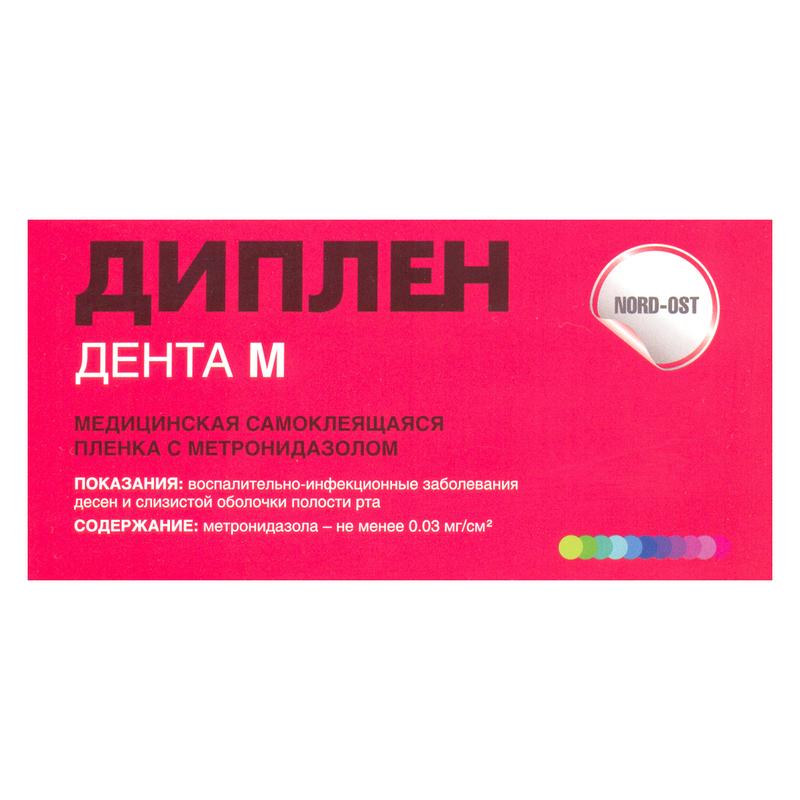 ДИПЛЕН
ДЕНТА М
NORD-OST
МЕДИЦИНСКАЯ САМОКЛЕЯЩАЯСЯ
ПЛЕНКА С МЕТРОНИДАЗОЛОМ
ПОКАЗАНИЯ: воспалительно-инфекционные заболевания
десен и слизистой оболочки полости рта
СОДЕРЖАНИЕ: метронидазола – не менее 0.03 мг/см²